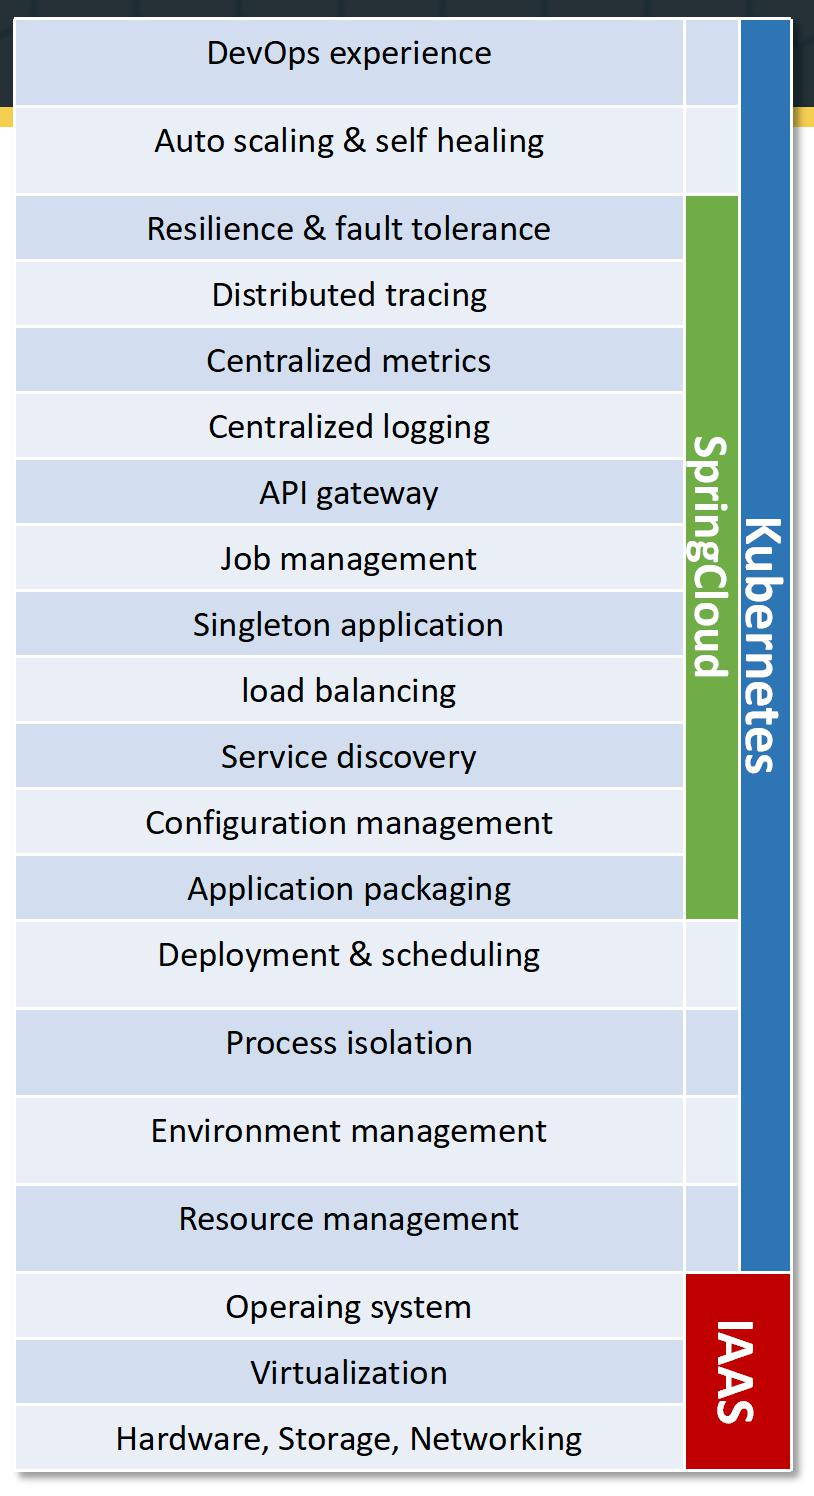 DevOps experience
Auto scaling & self healing
Resilience & fault tolerance
Distributed tracing
Centralized metrics
Centralized logging
API gateway
Job management
Singleton application
load balancing
Service discovery
Configuration management
Application packaging
Deployment & scheduling
Process isolation
Environment management
Resource management
Operaing system
Virtualization
Hardware, Storage, Networking
SpringCloud
Kubernetes
IAAS